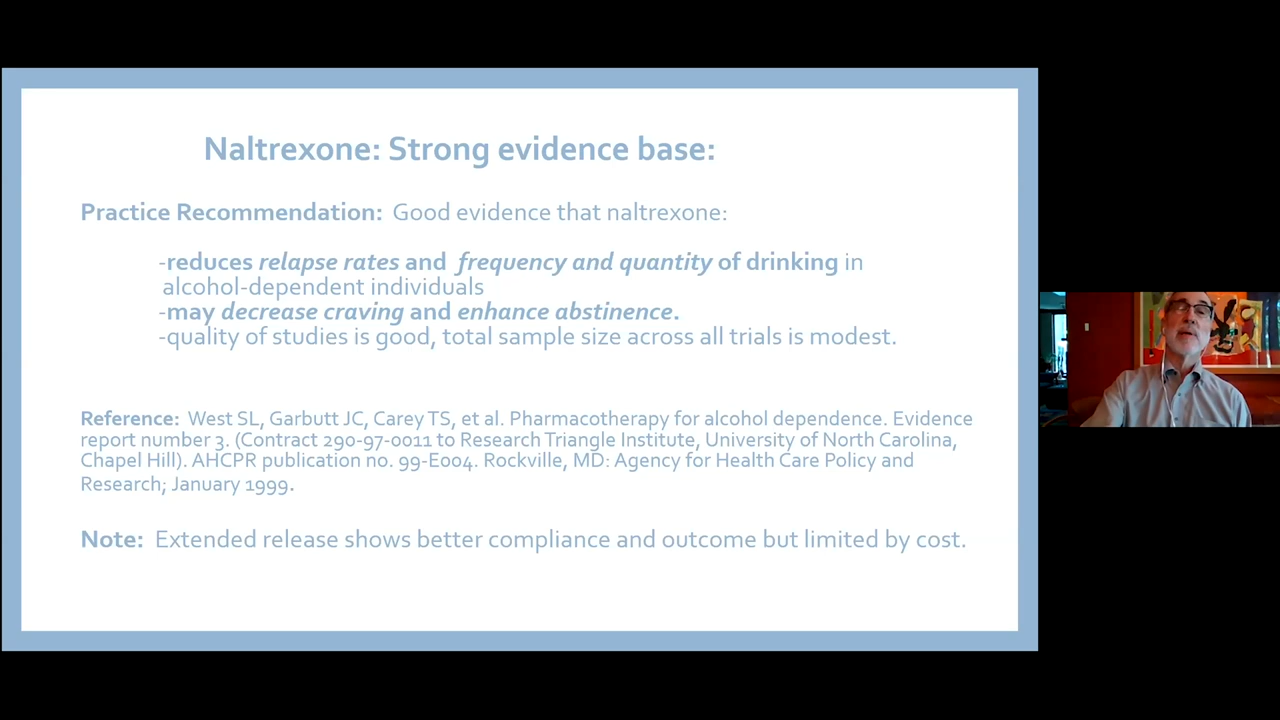 Naltrexone: Strong evidence base:
Practice Recommendation: Good evidence that naltrexone:
-reduces relapse rates and frequency and quantity of drinking in
alcohol-dependent individuals
-may decrease craving and enhance abstinence.
-quality of studies is good, total sample size across all trials is modest.
Reference: West SL, Garbutt JC, Carey TS, et al. Pharmacotherapy for alcohol dependence. Evidence
report number 3. (Contract 290-97-0011 to Research Triangle Institute, University of North Carolina,
Chapel Hill). AHCPR publication no. 99-E004. Rockville, MD: Agency for Health Care Policy and
Research; January 1999.
Note: Extended release shows better compliance and outcome but limited by cost.